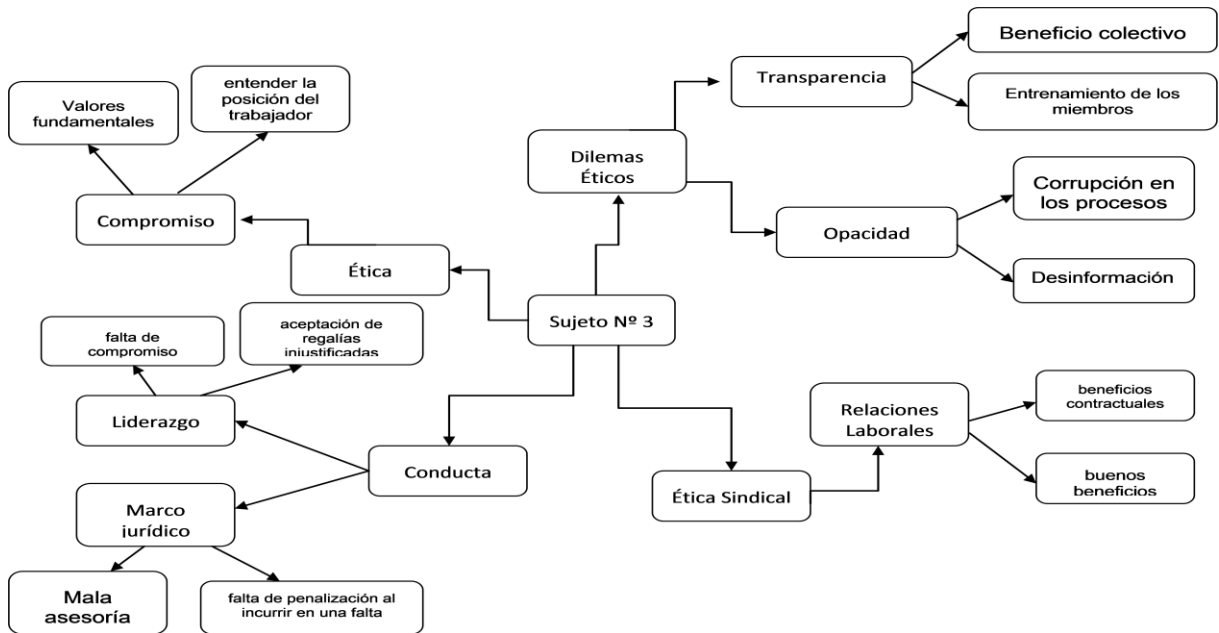 Beneficio colectivo
Transparencia
Entrenamiento de los
miembros
entender la
posición del
trabajador
Valores
fundamentales
Dilemas
Éticos
Compromiso
Corrupción en
los procesos
Opacidad
Ética
Desinformación
Sujeto Nº 3
falta de
compromiso
aceptación de
regalías
injustificadas
Liderazgo
Relaciones
Laborales
beneficios
contractuales
Conducta
Ética Sindical
buenos
beneficios
Marco
jurídico
Mala
asesoría
falta de penalización al
incurrir en una falta